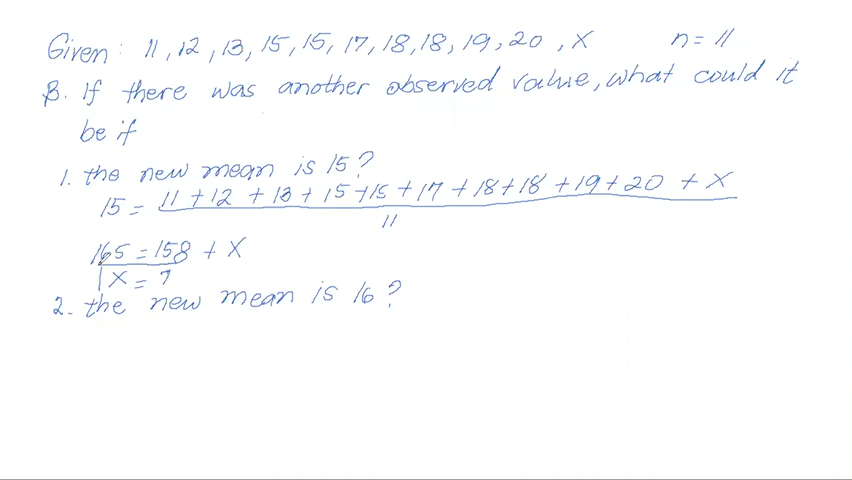 Given: 11, 12, 13, 15, 15, 17, 18, 18, 19, 20, x n = 11
B. If there was another observed value, what could it
be if
1. the new mean is 15?
15 = 11 + 12 + 13 + 15 + 15 + 17 + 18 + 18 + 19 + 20 + x
11
165 = 158 + x
x = 7
2. the new mean is 16?